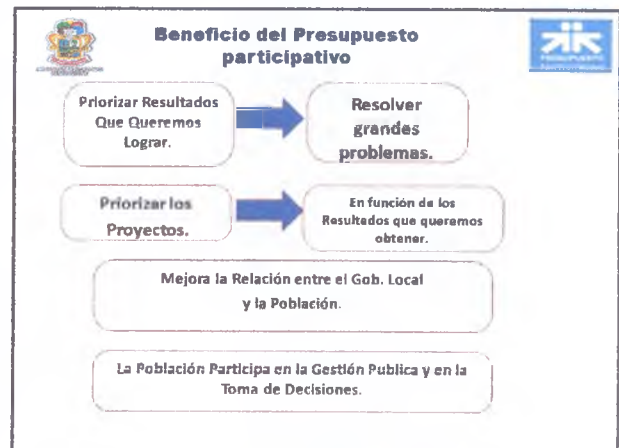 Beneficio del Presupuesto
participativo
PRESUPUESTO
Priorizar Resultados
Que Queremos
Lograr.
Resolver
grandes
problemas.
Priorizar los
Proyectos.
En función de los
Resultados que queremos
obtener.
Mejora la Relación entre el Gob. Local
y la Población.
La Población Participa en la Gestión Publica y en la
Toma de Decisiones.